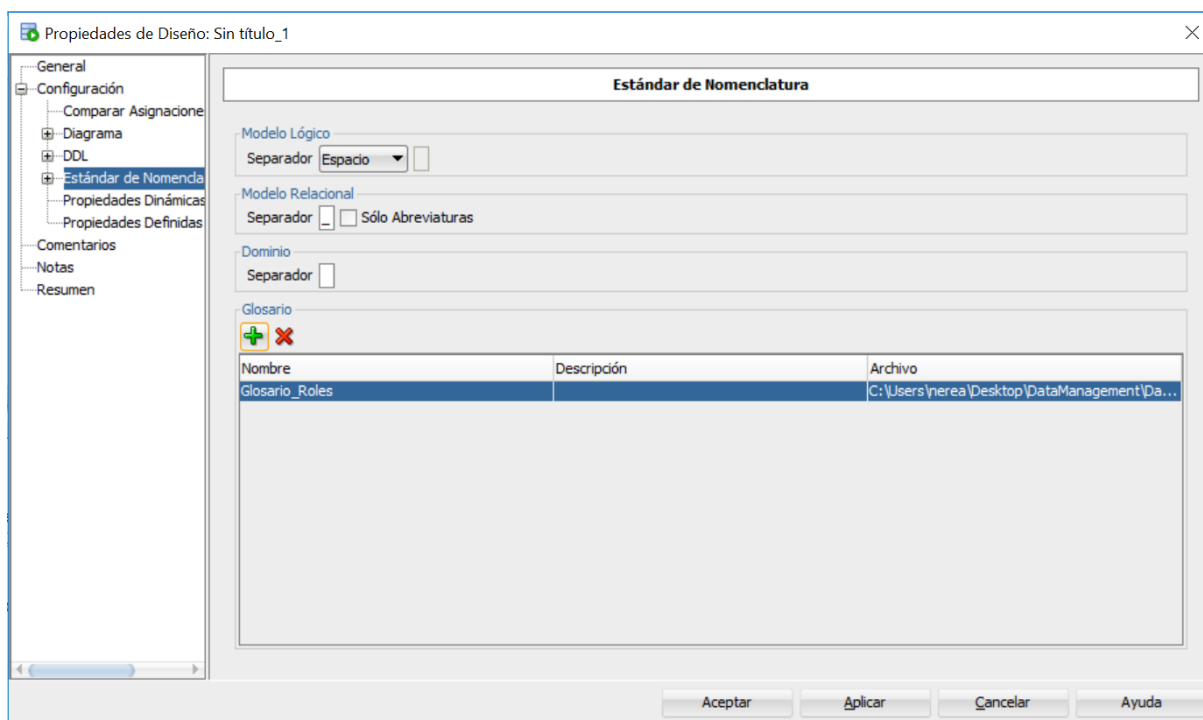 Propiedades de Diseño: Sin título_1
General
Configuración
Comparar Asignacione
Diagrama
DDL
Estándar de Nomencla
Propiedades Dinámicas
Propiedades Definidas
Comentarios
Notas
Resumen
Estándar de Nomenclatura
Modelo Lógico
Separador Espacio
Modelo Relacional
Separador _ Sólo Abreviaturas
Dominio
Separador
Glosario
Nombre Descripción Archivo
Glosario_Roles C:\Users\nerea\Desktop\DataManagement\Da...
Aceptar Aplicar Cancelar Ayuda